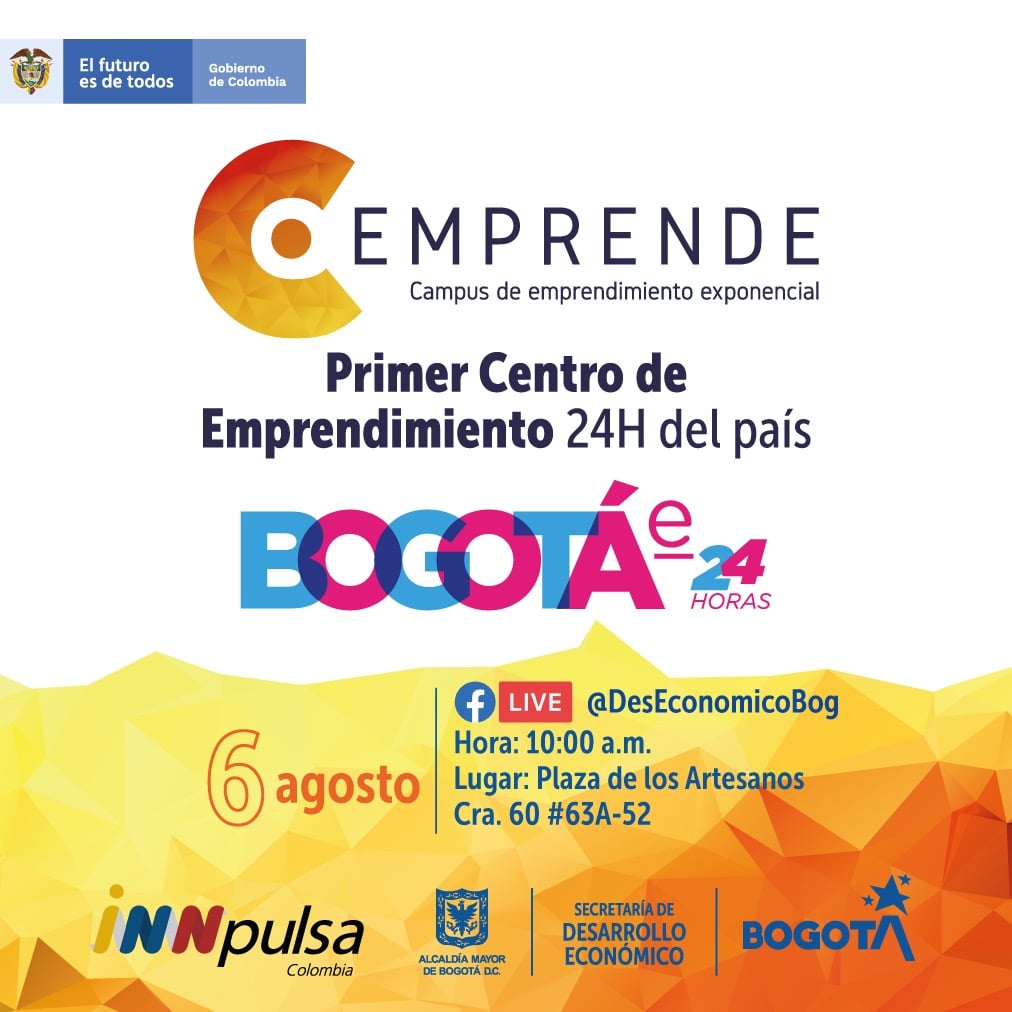 El futuro
es de todos
Gobierno
de Colombia
C EMPRENDE
Campus de emprendimiento exponencial
Primer Centro de
Emprendimiento 24H del país
BOGOTÁ e 24
HORAS
6 agosto
LIVE @DesEconomicoBog
Hora: 10:00 a.m.
Lugar: Plaza de los Artesanos
Cra. 60 #63A-52
iNNpulsa
Colombia
ALCALDÍA MAYOR
DE BOGOTÁ D.C.
SECRETARÍA DE
DESARROLLO
ECONÓMICO
BOGOTÁ